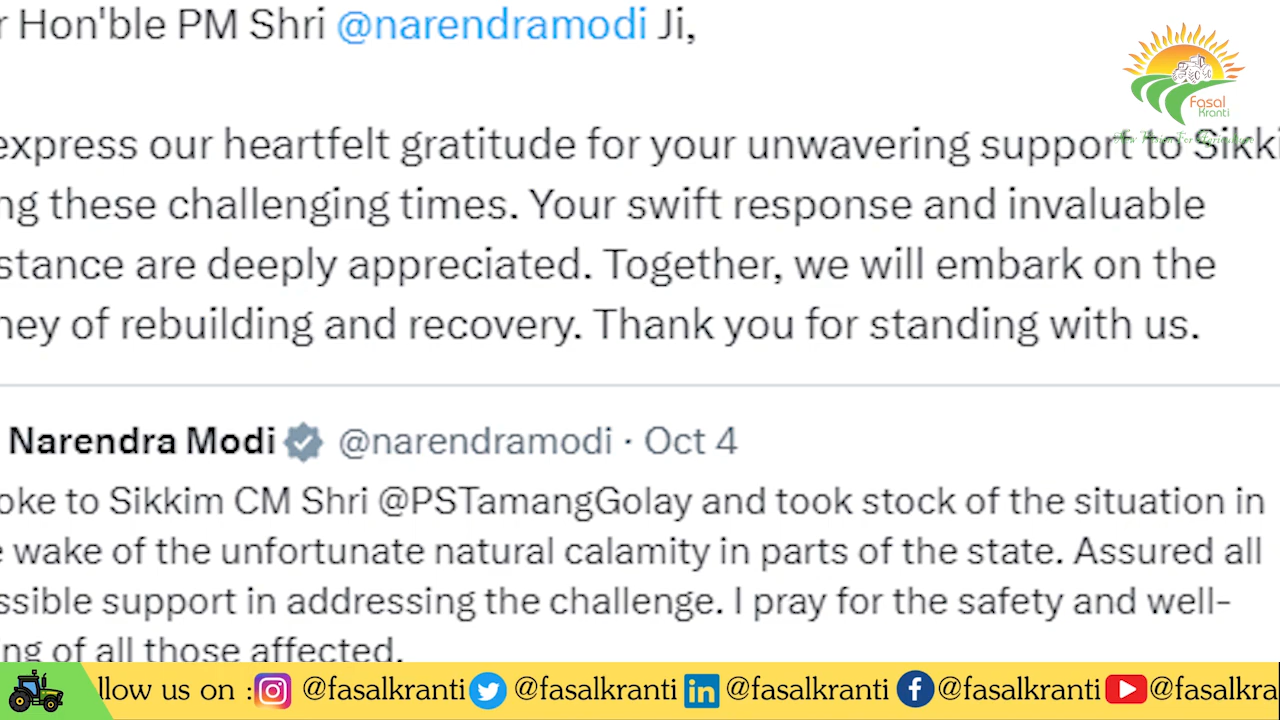 r Hon'ble PM Shri @narendramodi Ji,
express our heartfelt gratitude for your unwavering support to Sikki
ng these challenging times. Your swift response and invaluable
stance are deeply appreciated. Together, we will embark on the
ney of rebuilding and recovery. Thank you for standing with us.
Narendra Modi @narendramodi · Oct 4
oke to Sikkim CM Shri @PSTamangGolay and took stock of the situation in
e wake of the unfortunate natural calamity in parts of the state. Assured all
ssible support in addressing the challenge. I pray for the safety and well-
ng of all those affected.
Fasal
Kranti
For Agriculture
llow us on : @fasalkranti @fasalkranti @fasalkranti @fasalkranti @fasalkra